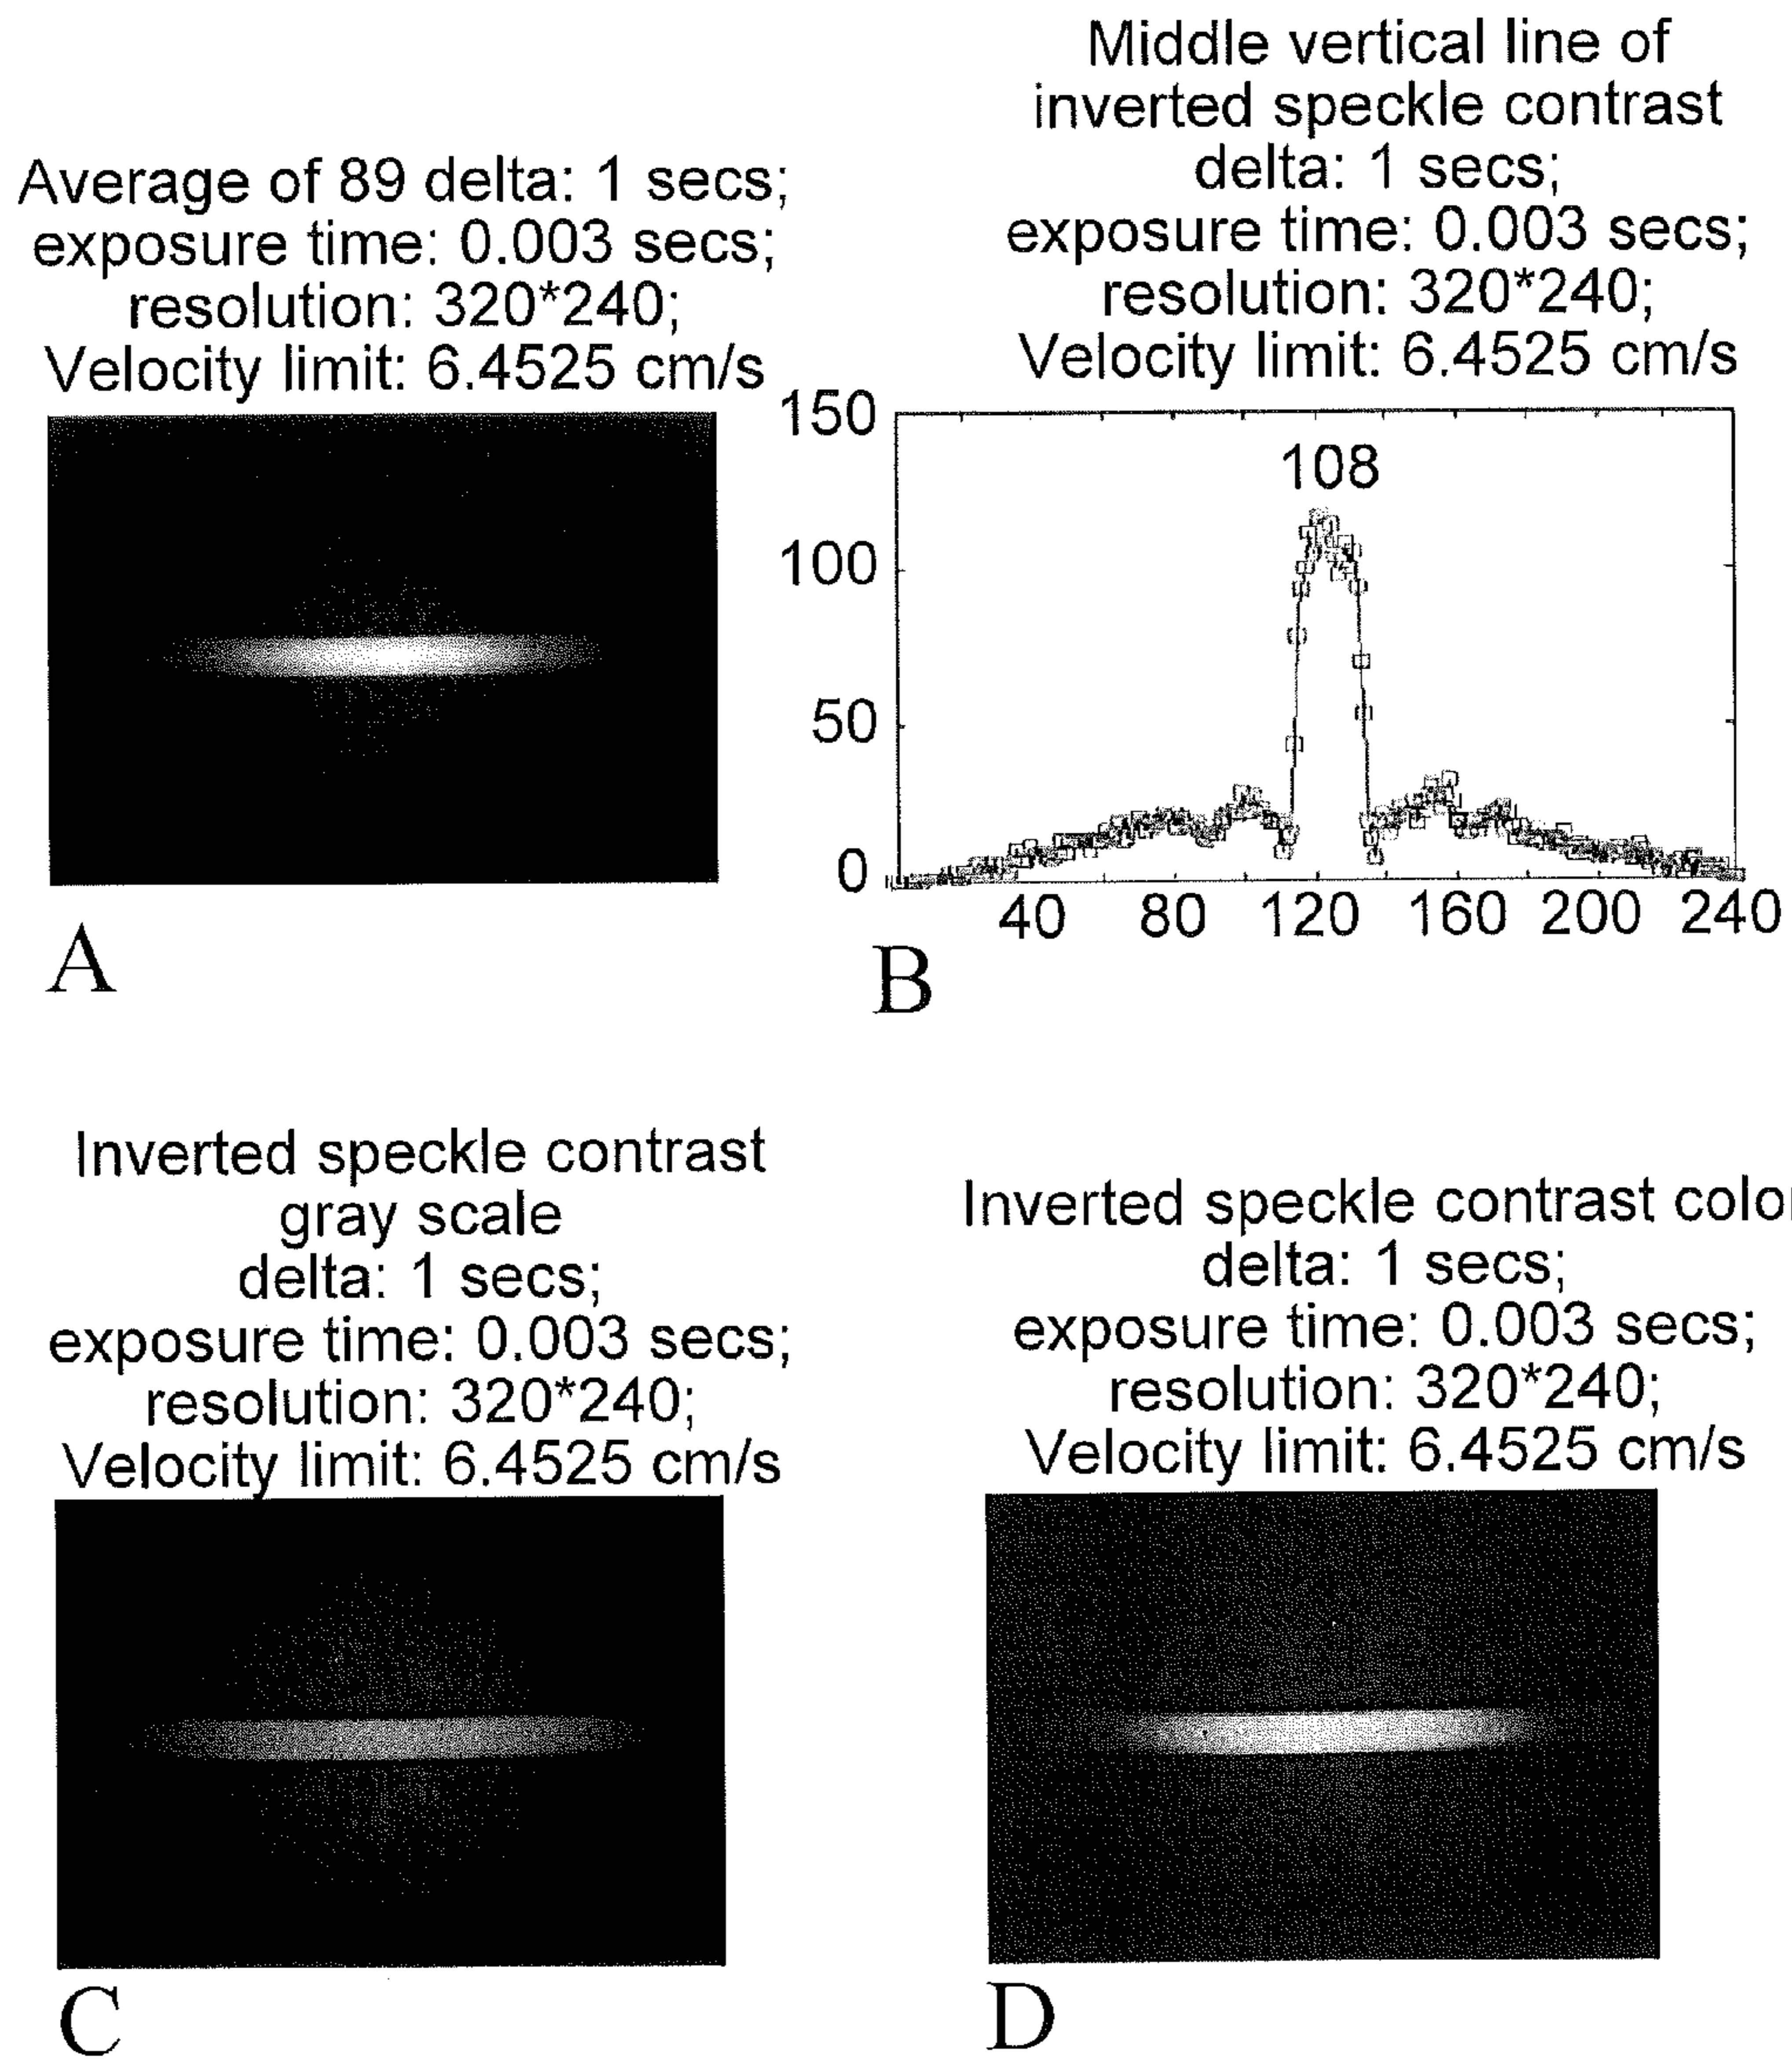 Average of 89 delta: 1 secs;
exposure time: 0.003 secs;
resolution: 320*240;
Velocity limit: 6.4525 cm/s
A
Middle vertical line of
inverted speckle contrast
delta: 1 secs;
exposure time: 0.003 secs;
resolution: 320*240;
Velocity limit: 6.4525 cm/s
150
108
100
50
0
40 80 120 160 200 240
B
Inverted speckle contrast
gray scale
delta: 1 secs;
exposure time: 0.003 secs;
resolution: 320*240;
Velocity limit: 6.4525 cm/s
C
Inverted speckle contrast colo
delta: 1 secs;
exposure time: 0.003 secs;
resolution: 320*240;
Velocity limit: 6.4525 cm/s
D